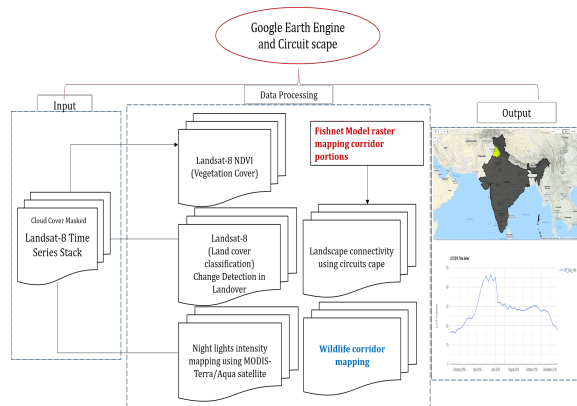 Google Earth Engine
and Circuit scape
Input
Data Processing
Output
Cloud Cover Masked
Landsat-8 Time
Series Stack
Landsat-8 NDVI
(Vegetation Cover)
Landsat-8
(Land cover
classification)
Change Detection in
Landover
Night lights intensity
mapping using MODIS-
Terra/Aqua satellite
Fishnet Model raster
mapping corridor
portions
Landscape connectivity
using circuits cape
Wildlife corridor
mapping